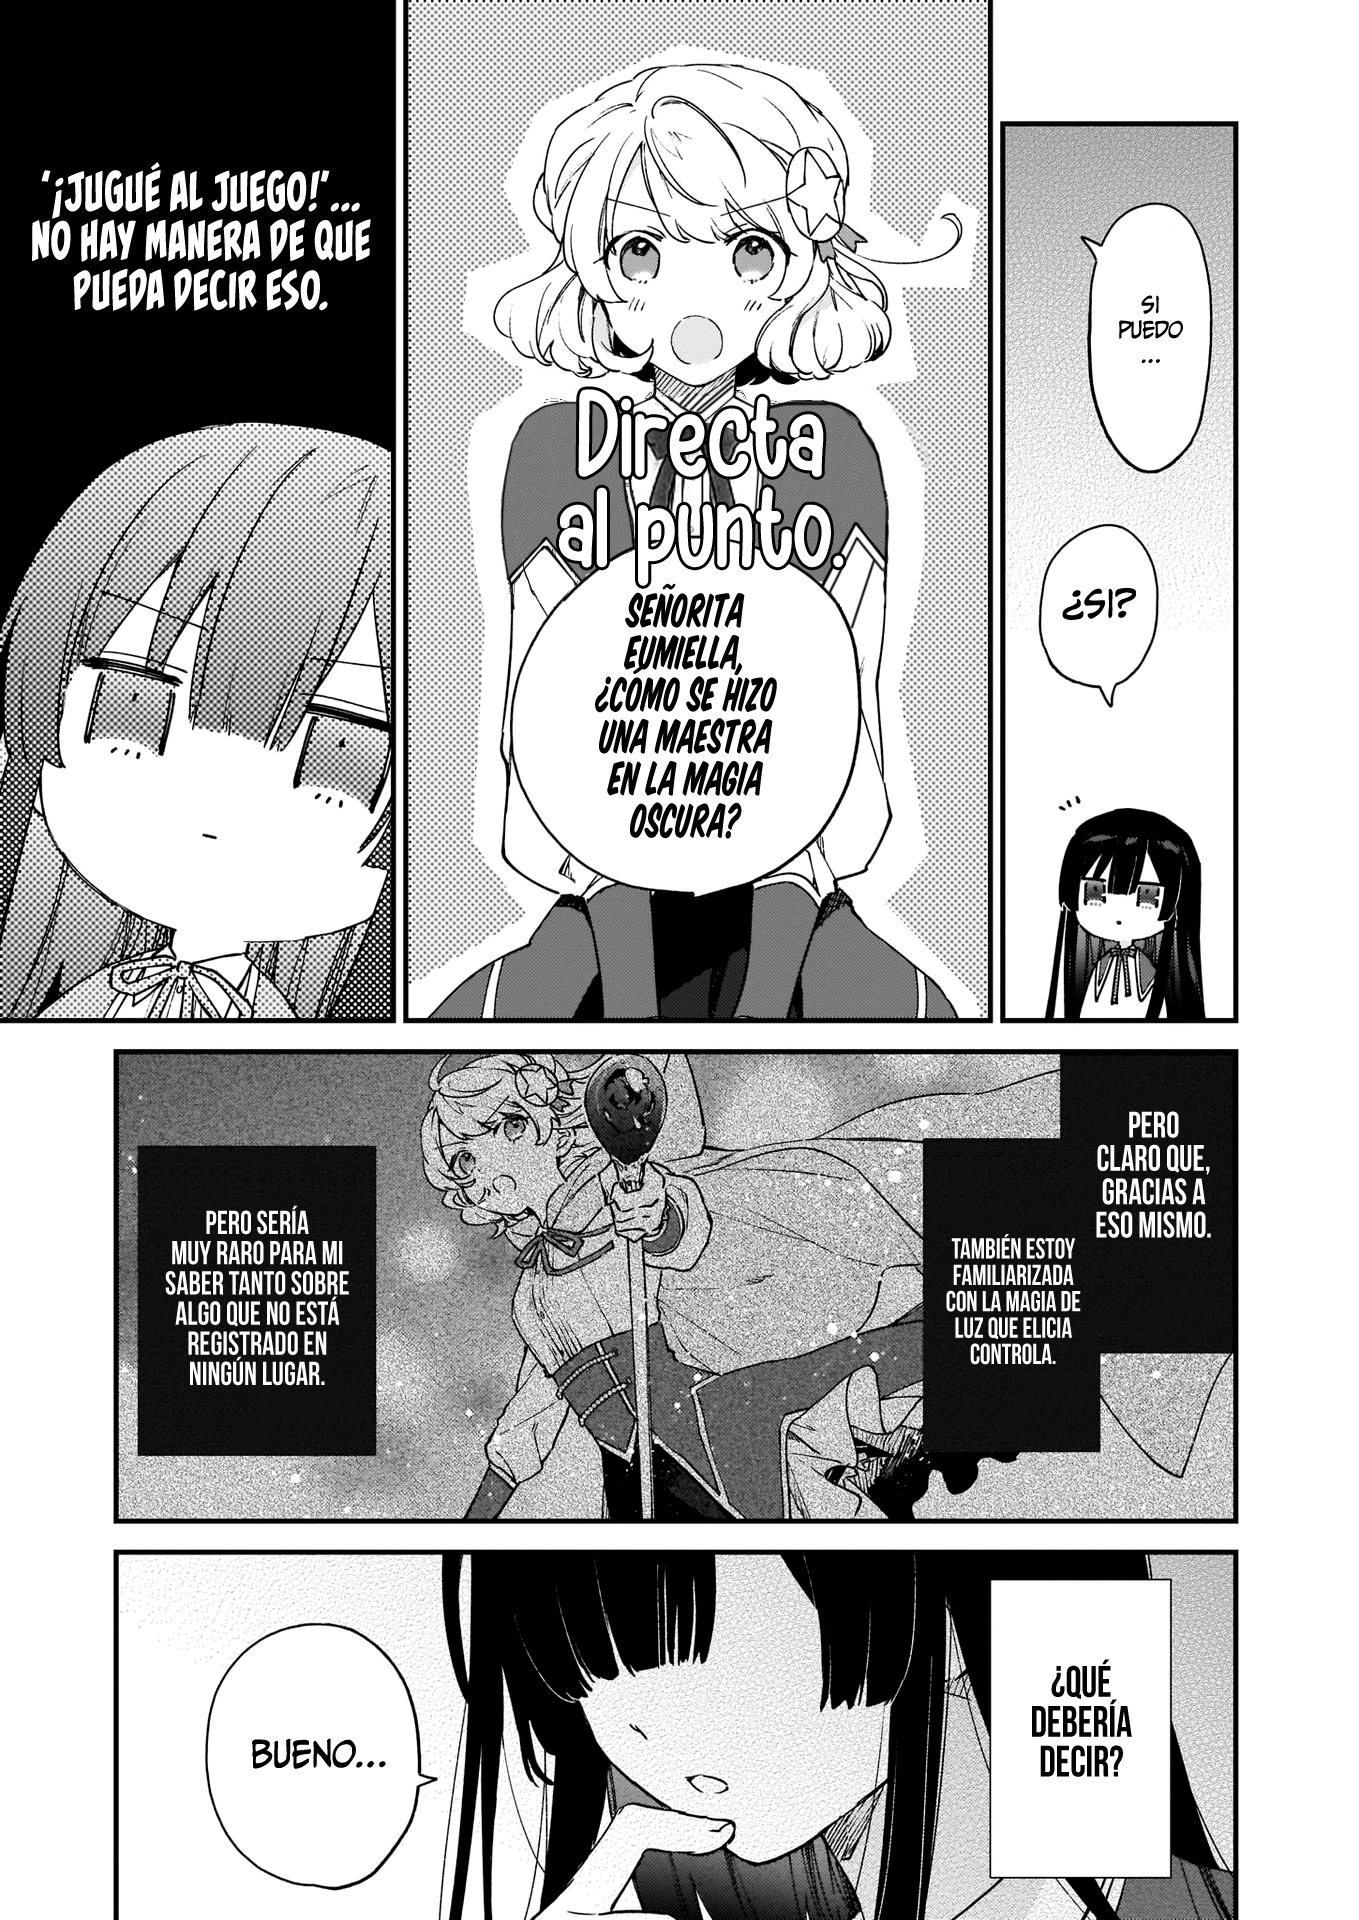 SI
PUEDO
...
¿SI?
Directa
al punto.
SEÑORITA
EUMIELLA,
¿CÓMO SE HIZO
UNA MAESTRA
EN LA MAGIA
OSCURA?
'¡JUGUÉ AL JUEGO!'...
NO HAY MANERA DE QUE
PUEDA DECIR ESO.
PERO
CLARO QUE,
GRACIAS A
ESO MISMO.
TAMBIÉN ESTOY
FAMILIARIZADA
CON LA MAGIA DE
LUZ QUE ELICIA
CONTROLA.
PERO SERÍA
MUY RARO PARA MI
SABER TANTO SOBRE
ALGO QUE NO ESTÁ
REGISTRADO EN
NINGÚN LUGAR.
¿QUÉ
DEBERÍA
DECIR?
BUENO...